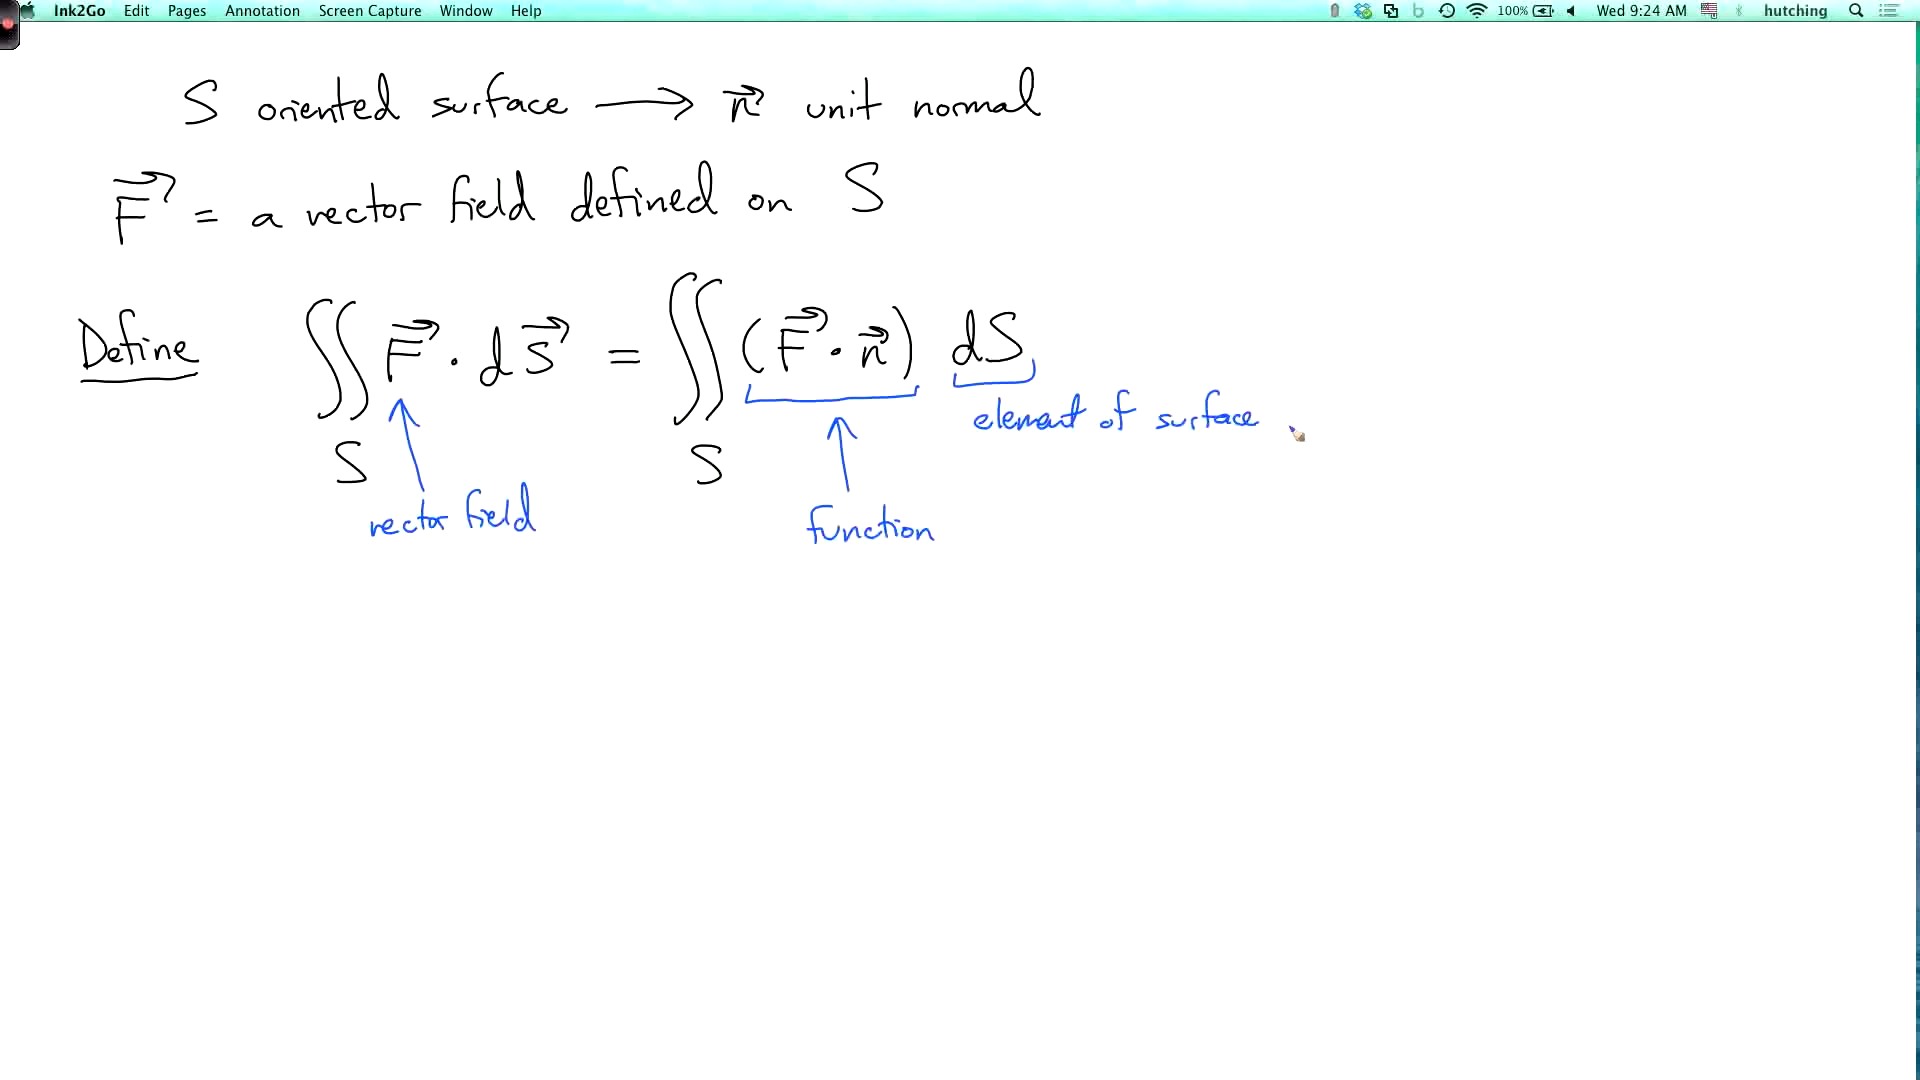 Ink2Go Edit Pages Annotation Screen Capture Window Help 100% Wed 9:24 AM hutching
S oriented surface ⟶ n⃗ unit normal
F⃗ = a vector field defined on S
Define ∬_S F⃗ · dS⃗ = ∬_S (F⃗ · n⃗) dS
element of surface
vector field
function